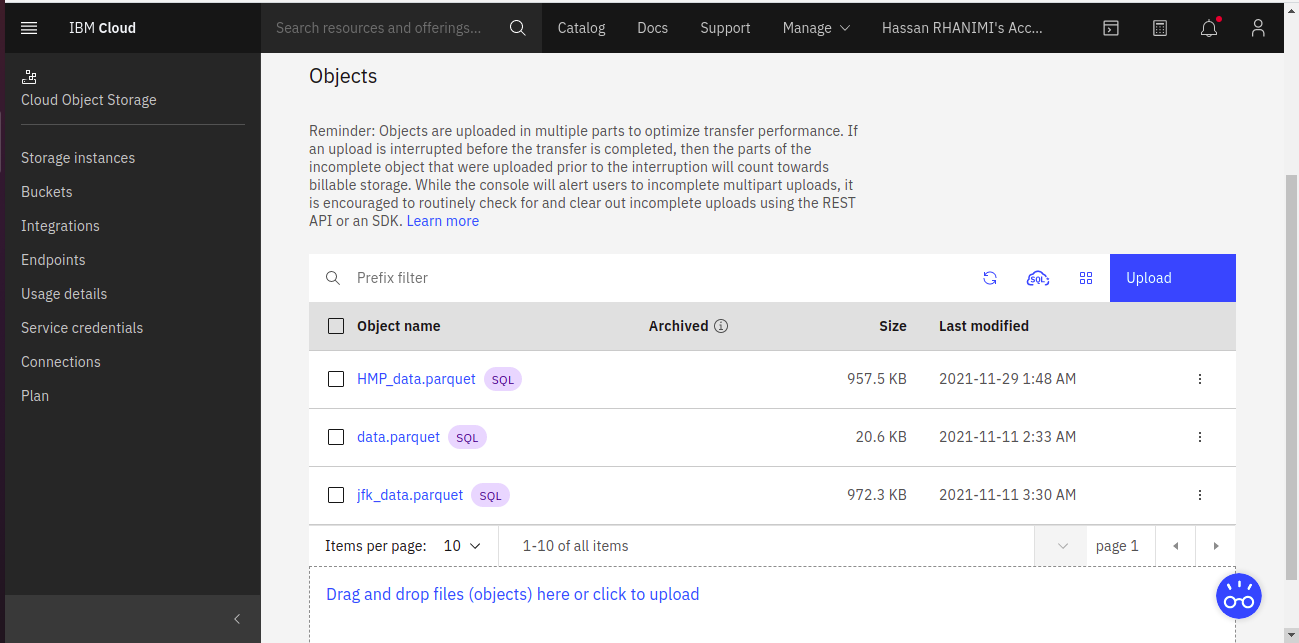 IBM Cloud
Search resources and offerings...
Catalog
Docs
Support
Manage
Hassan RHANIMI's Acc...
Cloud Object Storage
Storage instances
Buckets
Integrations
Endpoints
Usage details
Service credentials
Connections
Plan
Objects
Reminder: Objects are uploaded in multiple parts to optimize transfer performance. If
an upload is interrupted before the transfer is completed, then the parts of the
incomplete object that were uploaded prior to the interruption will count towards
billable storage. While the console will alert users to incomplete multipart uploads, it
is encouraged to routinely check for and clear out incomplete uploads using the REST
API or an SDK. Learn more
Prefix filter
SQL
Upload
Object name Archived Size Last modified
HMP_data.parquet SQL 957.5 KB 2021-11-29 1:48 AM
data.parquet SQL 20.6 KB 2021-11-11 2:33 AM
jfk_data.parquet SQL 972.3 KB 2021-11-11 3:30 AM
Items per page: 10 1-10 of all items page 1
Drag and drop files (objects) here or click to upload